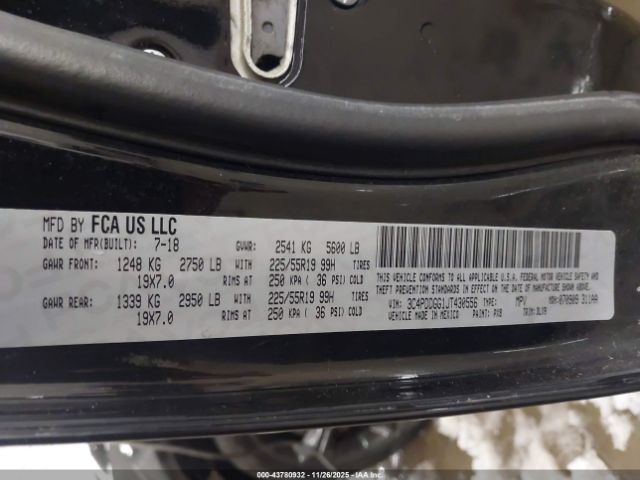 MFD BY FCA US LLC
DATE OF MFR(BUILT): 7-18 GVWR: 2541 KG 5600 LB
GAWR FRONT: 1248 KG 2750 LB WITH 225/55R19 99H TIRES
19X7.0 RIMS AT 250 KPA ( 36 PSI) COLD
GAWR REAR: 1339 KG 2950 LB WITH 225/55R19 99H TIRES
19X7.0 RIMS AT 250 KPA ( 36 PSI) COLD
THIS VEHICLE CONFORMS TO ALL APPLICABLE U.S.A. FEDERAL MOTOR VEHICLE SAFETY AND
THEFT PREVENTION STANDARDS IN EFFECT ON THE DATE OF MANUFACTURE SHOWN ABOVE.
VIN: 3C4PDDGG1JT430556 TYPE: MPV MDH:070909 311AA
VEHICLE MADE IN MEXICO PAINT: PX8 TRIM:
000-43780932 - 11/26/2025 - IAA Inc.